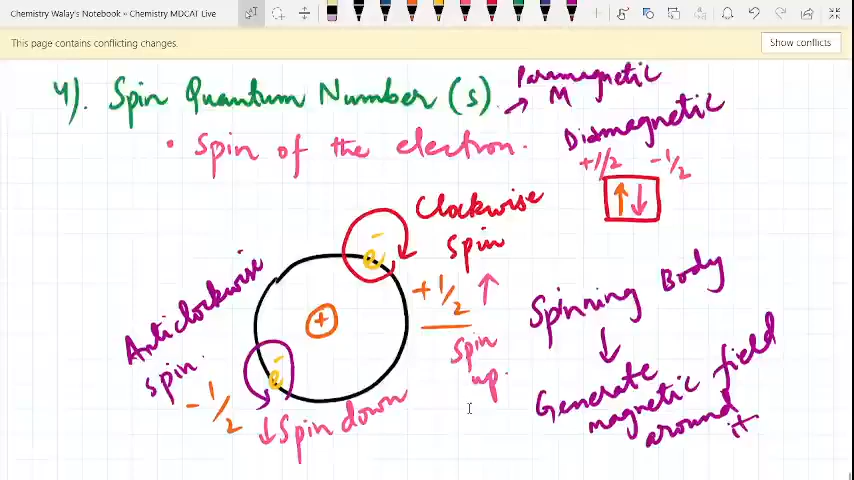 Chemistry Walay's Notebook » Chemistry MDCAT Live
This page contains conflicting changes.
Show conflicts
4). Spin Quantum Number (s).
→ Paramagnetic
M
Diamagnetic
• Spin of the electron.
+1/2 -1/2
↑↓
Clockwise
spin
e-
+1/2 ↑
Spin
up.
+
Anticlockwise
spin.
e-
-1/2
↓Spin down
Spinning Body
↓
Generate
magnetic field
around
it